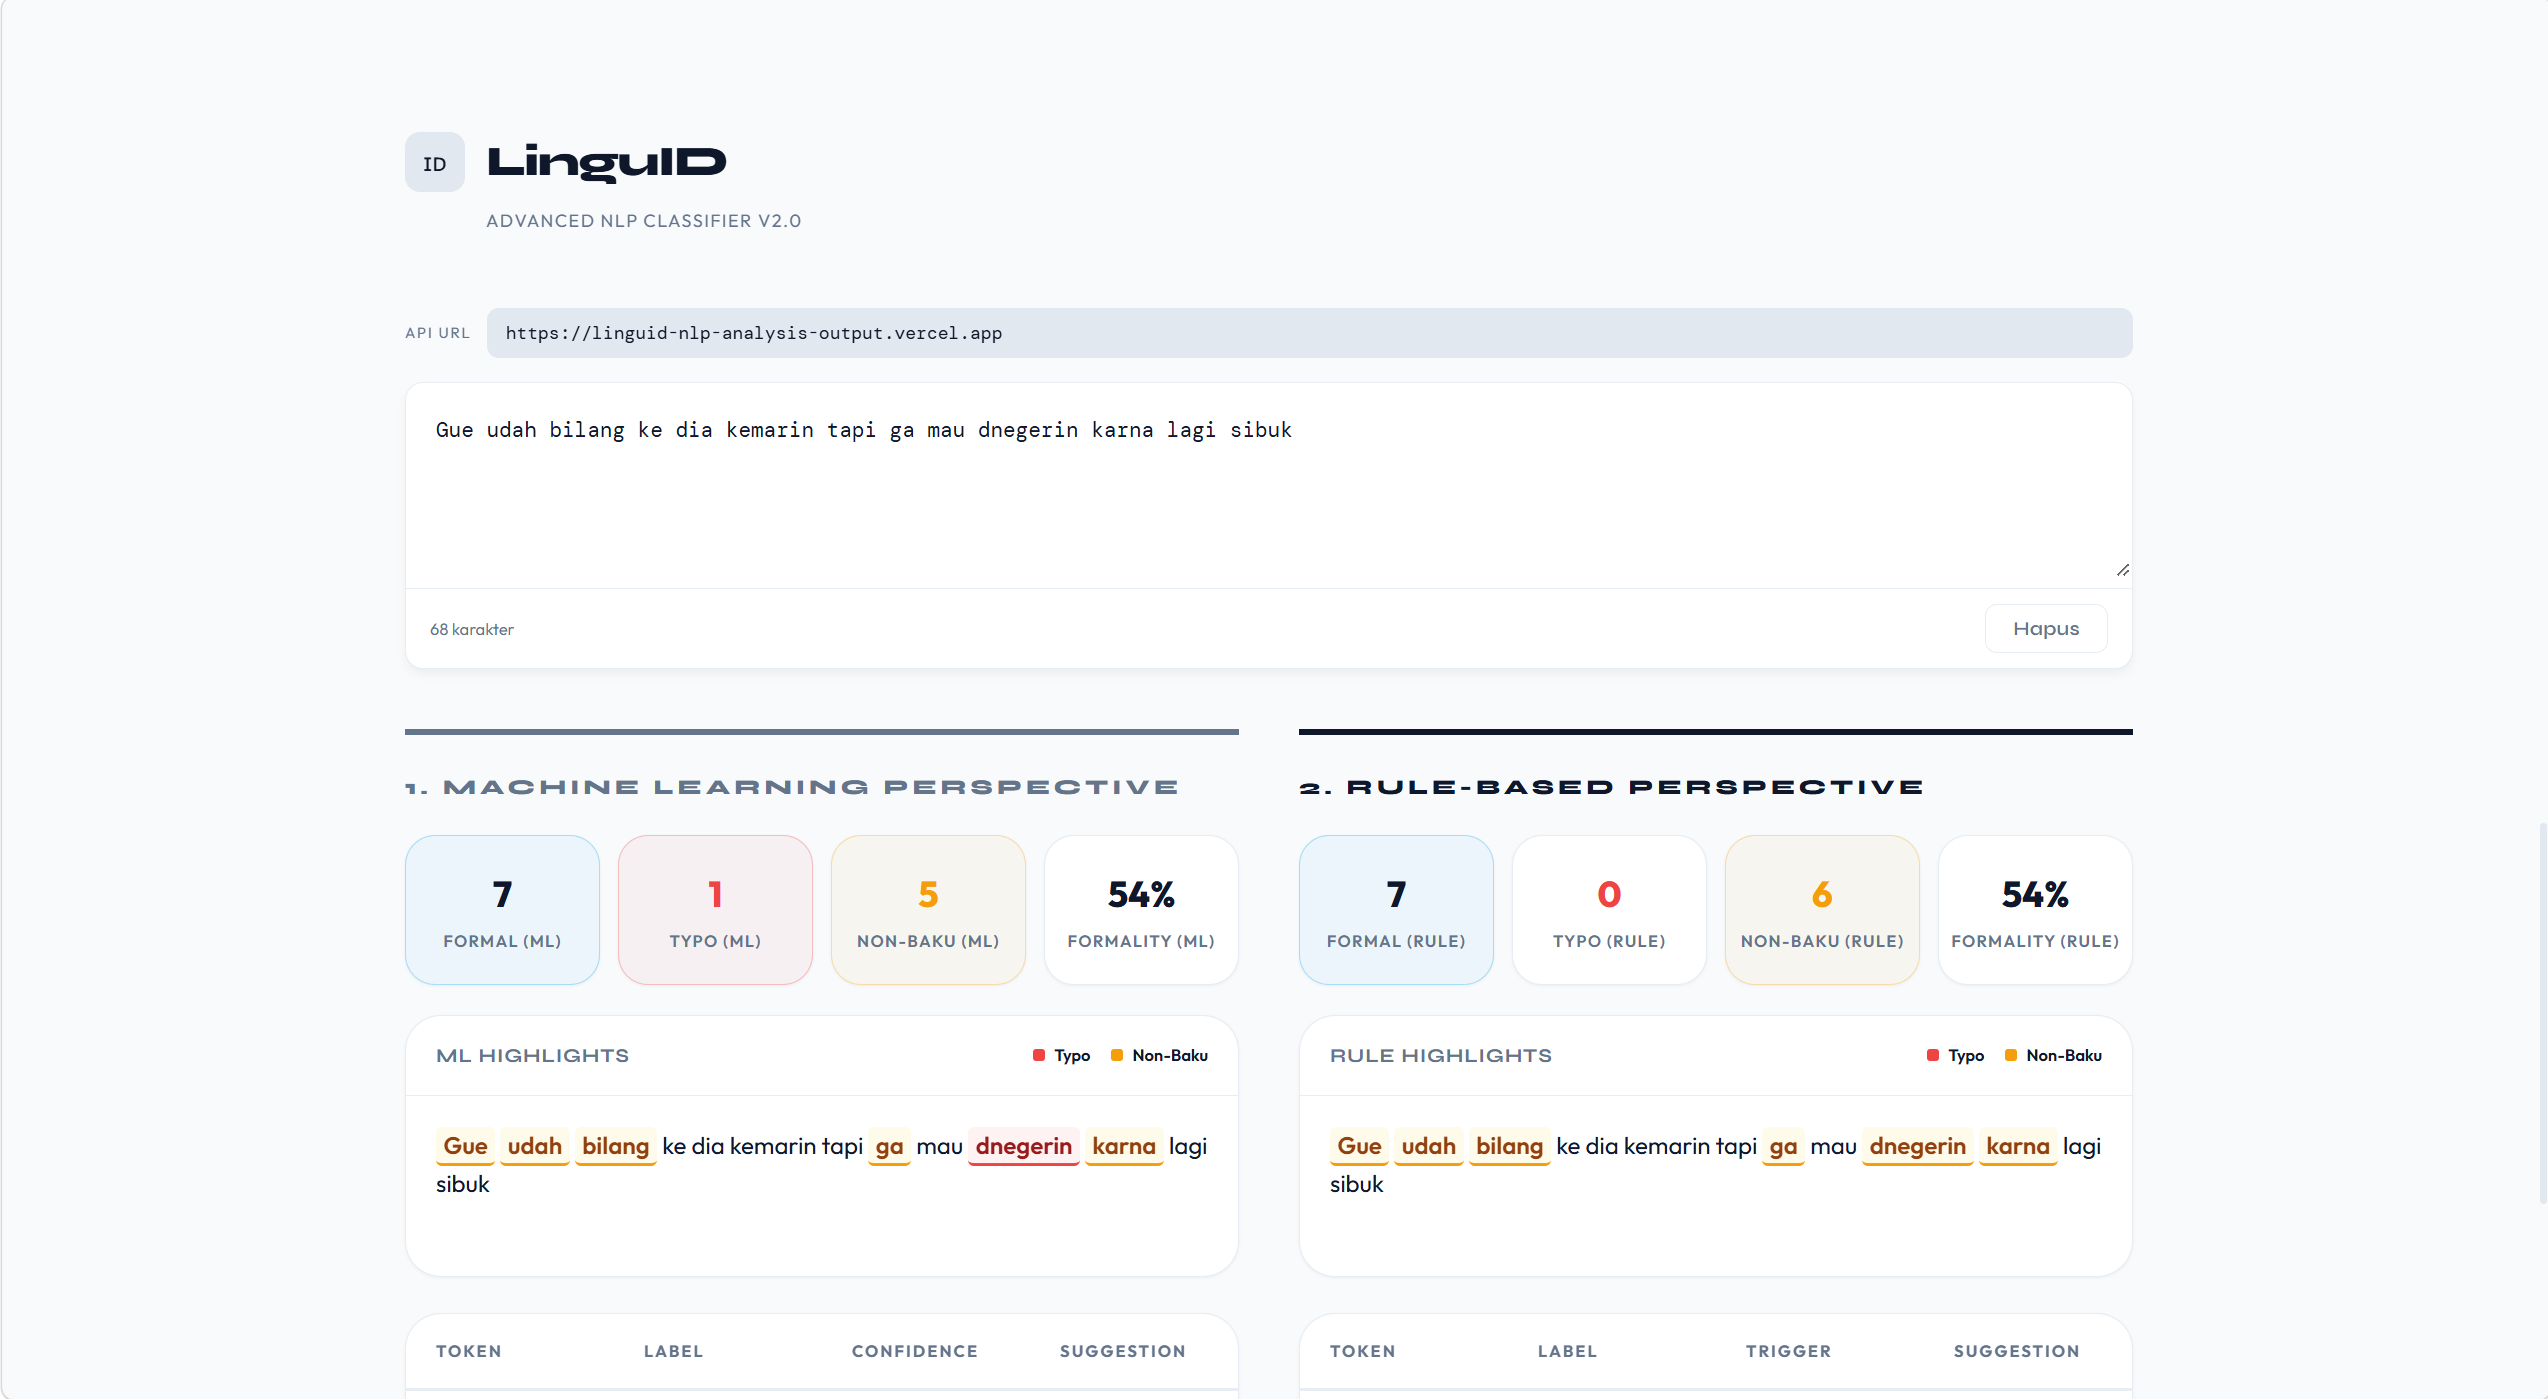 ID
LinguID
ADVANCED NLP CLASSIFIER V2.0
API URL
https://linguid-nlp-analysis-output.vercel.app
Gue udah bilang ke dia kemarin tapi ga mau dnegerin karna lagi sibuk
68 karakter
Hapus
1. MACHINE LEARNING PERSPECTIVE
7
FORMAL (ML)
1
TYPO (ML)
5
NON-BAKU (ML)
54%
FORMALITY (ML)
ML HIGHLIGHTS
Typo
Non-Baku
Gue udah bilang ke dia kemarin tapi ga mau dnegerin karna lagi
sibuk
TOKEN
LABEL
CONFIDENCE
SUGGESTION
2. RULE-BASED PERSPECTIVE
7
FORMAL (RULE)
0
TYPO (RULE)
6
NON-BAKU (RULE)
54%
FORMALITY (RULE)
RULE HIGHLIGHTS
Typo
Non-Baku
Gue udah bilang ke dia kemarin tapi ga mau dnegerin karna lagi
sibuk
TOKEN
LABEL
TRIGGER
SUGGESTION